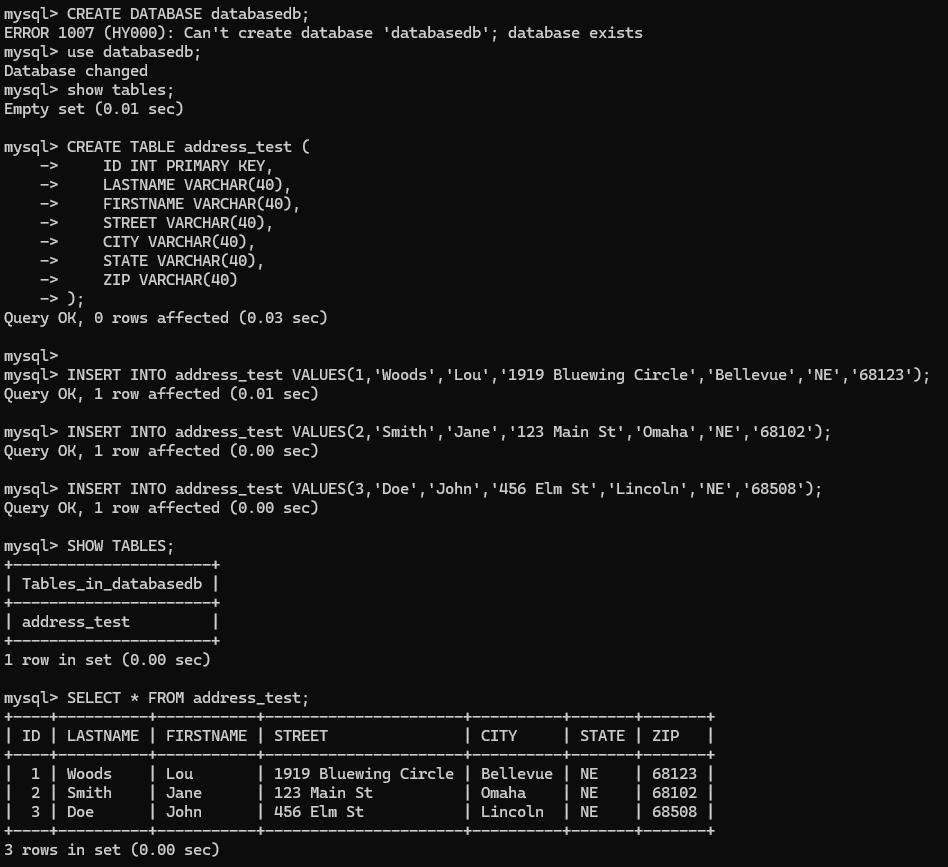 mysql> CREATE DATABASE databasedb;
ERROR 1007 (HY000): Can't create database 'databasedb'; database exists
mysql> use databasedb;
Database changed
mysql> show tables;
Empty set (0.01 sec)

mysql> CREATE TABLE address_test (
    ->     ID INT PRIMARY KEY,
    ->     LASTNAME VARCHAR(40),
    ->     FIRSTNAME VARCHAR(40),
    ->     STREET VARCHAR(40),
    ->     CITY VARCHAR(40),
    ->     STATE VARCHAR(40),
    ->     ZIP VARCHAR(40)
    -> );
Query OK, 0 rows affected (0.03 sec)

mysql>
mysql> INSERT INTO address_test VALUES(1,'Woods','Lou','1919 Bluewing Circle','Bellevue','NE','68123');
Query OK, 1 row affected (0.01 sec)

mysql> INSERT INTO address_test VALUES(2,'Smith','Jane','123 Main St','Omaha','NE','68102');
Query OK, 1 row affected (0.00 sec)

mysql> INSERT INTO address_test VALUES(3,'Doe','John','456 Elm St','Lincoln','NE','68508');
Query OK, 1 row affected (0.00 sec)

mysql> SHOW TABLES;
+----------------------+
| Tables_in_databasedb |
+----------------------+
| address_test         |
+----------------------+
1 row in set (0.00 sec)

mysql> SELECT * FROM address_test;
+----+----------+-----------+----------------------+----------+-------+-------+
| ID | LASTNAME | FIRSTNAME | STREET               | CITY     | STATE | ZIP   |
+----+----------+-----------+----------------------+----------+-------+-------+
|  1 | Woods    | Lou       | 1919 Bluewing Circle | Bellevue | NE    | 68123 |
|  2 | Smith    | Jane      | 123 Main St          | Omaha    | NE    | 68102 |
|  3 | Doe      | John      | 456 Elm St           | Lincoln  | NE    | 68508 |
+----+----------+-----------+----------------------+----------+-------+-------+
3 rows in set (0.00 sec)